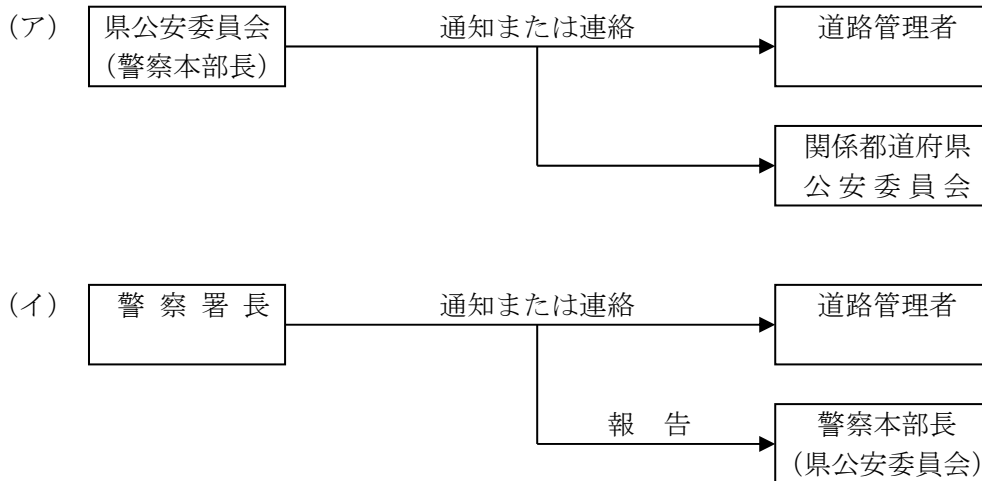 (ア)
県公安委員会
(警察本部長)
通知または連絡
道路管理者
関係都道府県
公安委員会
(イ)
警察署長
通知または連絡
道路管理者
報告
警察本部長
(県公安委員会)